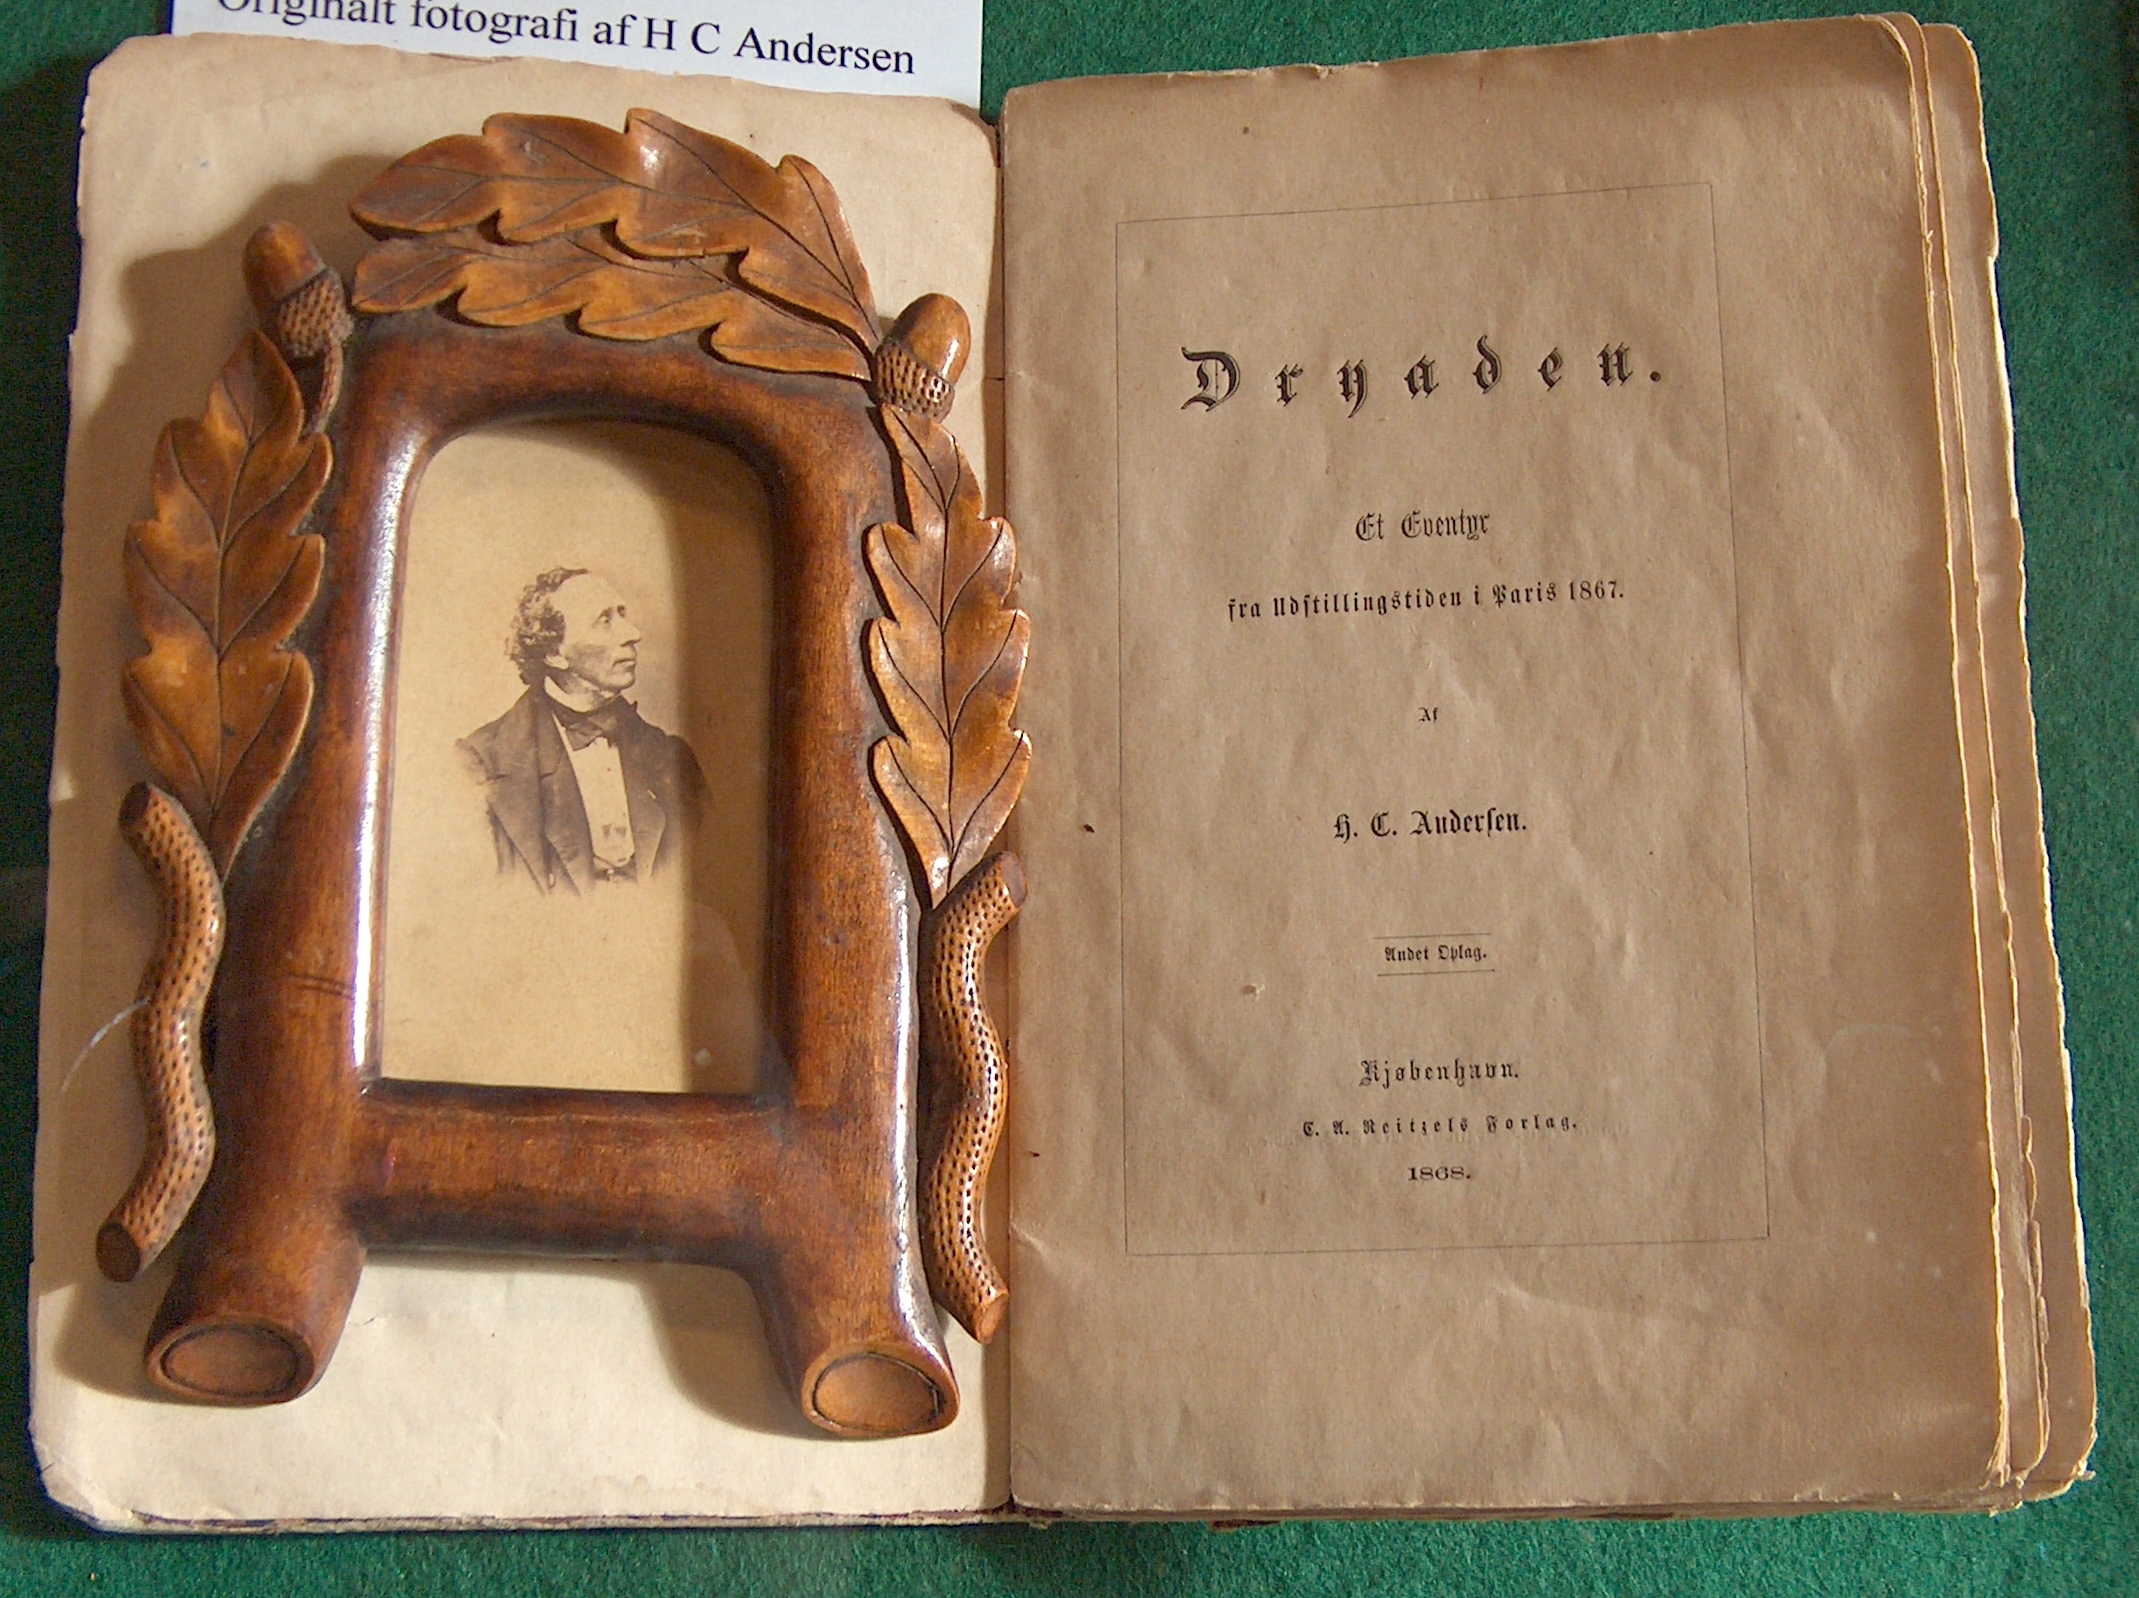 Originalt fotografi af H C Andersen
Dryaden.
Et Eventyr
fra Udstillingstiden i Paris 1867.
Af
H. C. Andersen.
Andet Oplag.
Kjøbenhavn.
C. A. Reitzels Forlag.
1868.